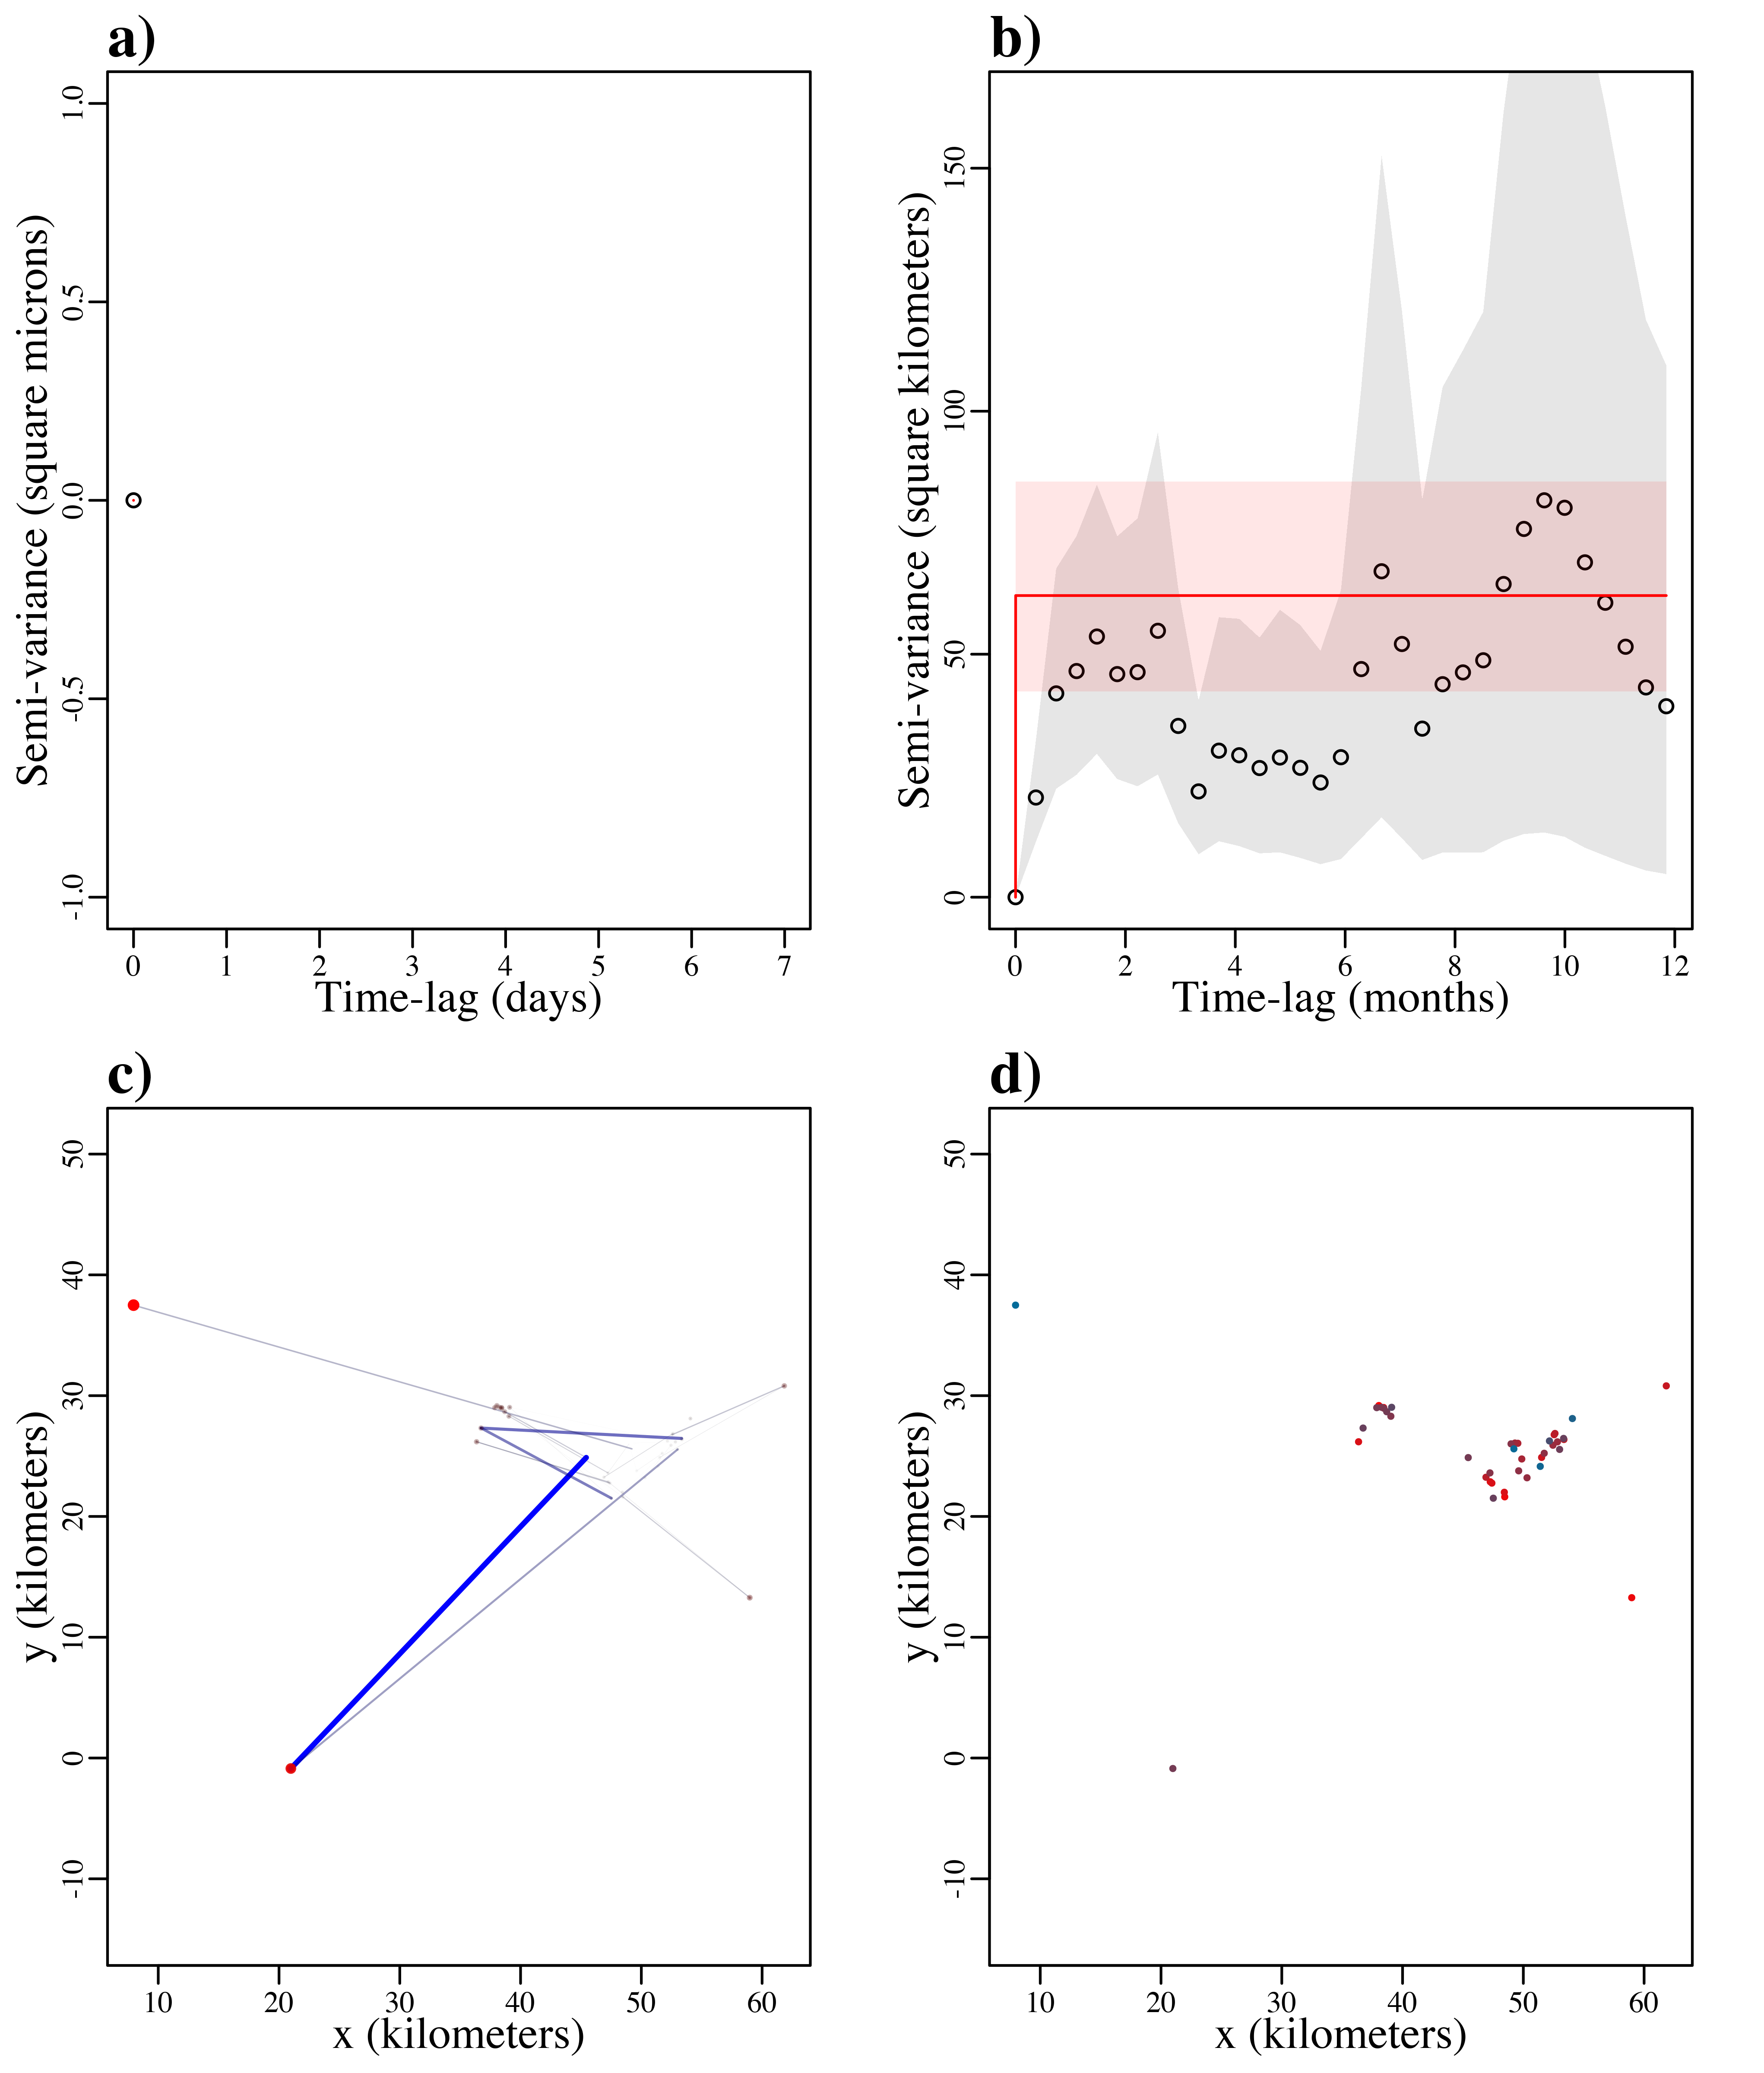 a)
Semi-variance (square microns)
1.0
0.5
0.0
-0.5
-1.0
0 1 2 3 4 5 6 7
Time-lag (days)
b)
Semi-variance (square kilometers)
150
100
50
0
0 2 4 6 8 10 12
Time-lag (months)
c)
y (kilometers)
50
40
30
20
10
0
-10
10 20 30 40 50 60
x (kilometers)
d)
y (kilometers)
50
40
30
20
10
0
-10
10 20 30 40 50 60
x (kilometers)